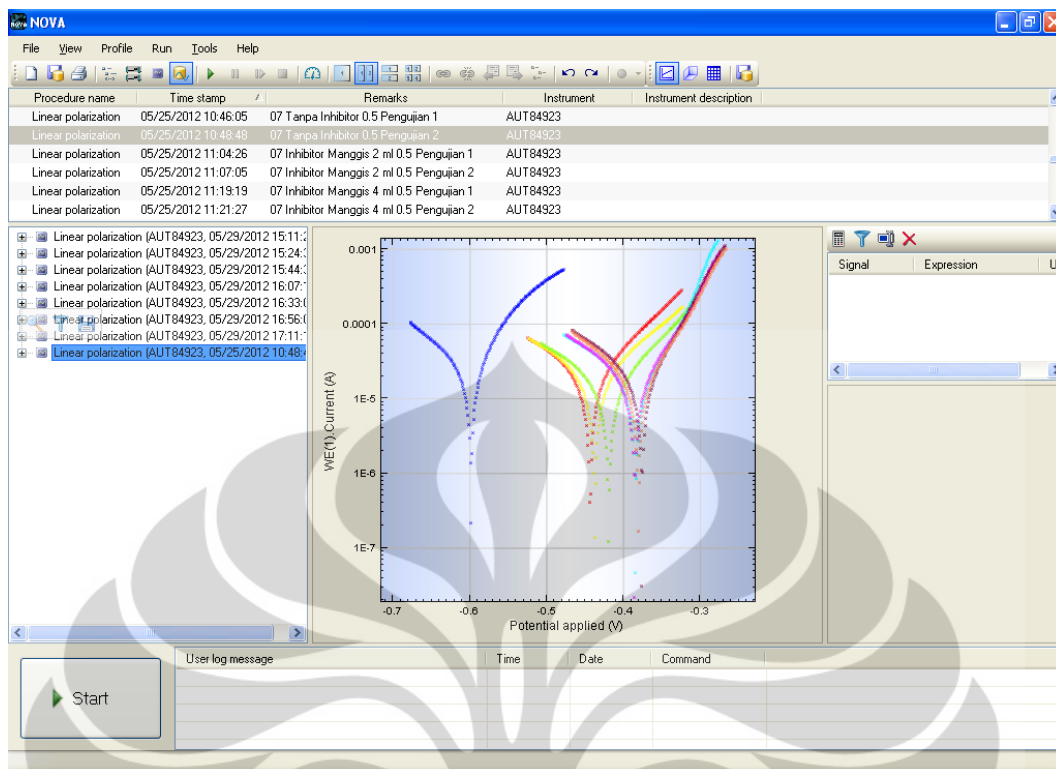 NOVA
File View Profile Run Tools Help
Procedure name Time stamp Remarks Instrument Instrument description
Linear polarization 05/25/2012 10:46:05 07 Tanpa Inhibitor 0.5 Pengujian 1 AUT84923
Linear polarization 05/25/2012 10:48:48 07 Tanpa Inhibitor 0.5 Pengujian 2 AUT84923
Linear polarization 05/25/2012 11:04:26 07 Inhibitor Manggis 2 ml 0.5 Pengujian 1 AUT84923
Linear polarization 05/25/2012 11:07:05 07 Inhibitor Manggis 2 ml 0.5 Pengujian 2 AUT84923
Linear polarization 05/25/2012 11:19:19 07 Inhibitor Manggis 4 ml 0.5 Pengujian 1 AUT84923
Linear polarization 05/25/2012 11:21:27 07 Inhibitor Manggis 4 ml 0.5 Pengujian 2 AUT84923
Linear polarization (AUT84923, 05/29/2012 15:11:
Linear polarization (AUT84923, 05/29/2012 15:24:
Linear polarization (AUT84923, 05/29/2012 15:44:
Linear polarization (AUT84923, 05/29/2012 16:07:
Linear polarization (AUT84923, 05/29/2012 16:33:
Linear polarization (AUT84923, 05/29/2012 16:56:
Linear polarization (AUT84923, 05/29/2012 17:11:
Linear polarization (AUT84923, 05/25/2012 10:48:
0.001
0.0001
1E-5
1E-6
1E-7
WE(1).Current (A)
-0.7 -0.6 -0.5 -0.4 -0.3
Potential applied (V)
Signal Expression U
Start
User log message Time Date Command